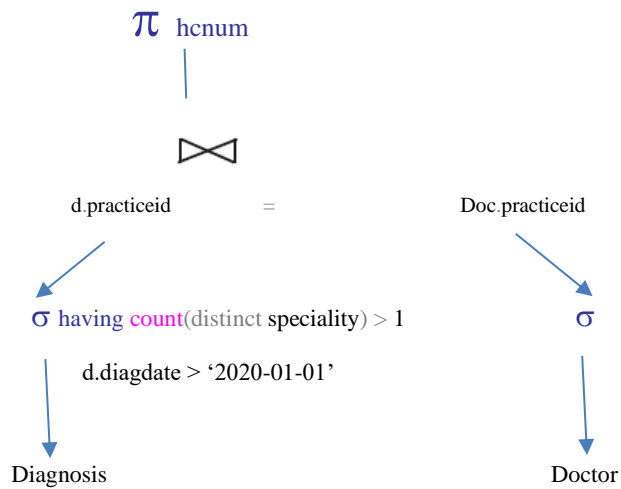 π hcnum
d.practiceid = Doc.practiceid
σ having count(distinct speciality) > 1 σ
d.diagdate > ‘2020-01-01’
Diagnosis Doctor